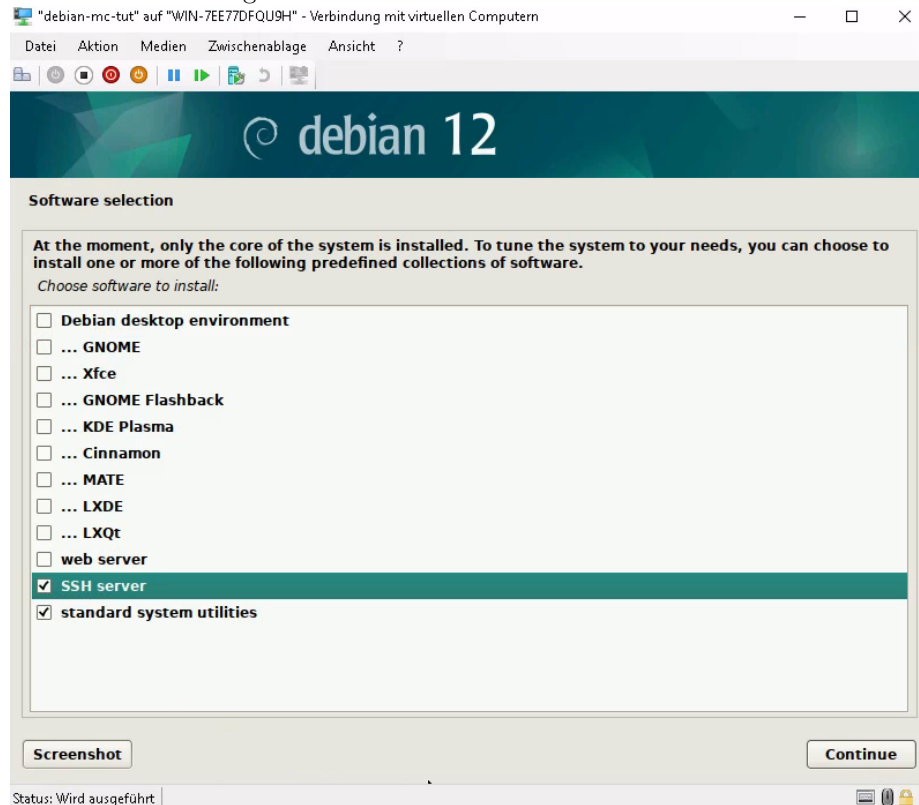 "debian-mc-tut" auf "WIN-7EE77DFQU9H" - Verbindung mit virtuellen Computern
Datei Aktion Medien Zwischenablage Ansicht ?
debian 12
Software selection
At the moment, only the core of the system is installed. To tune the system to your needs, you can choose to
install one or more of the following predefined collections of software.
Choose software to install:
Debian desktop environment
... GNOME
... Xfce
... GNOME Flashback
... KDE Plasma
... Cinnamon
... MATE
... LXDE
... LXQt
web server
SSH server
standard system utilities
Screenshot
Continue
Status: Wird ausgeführt